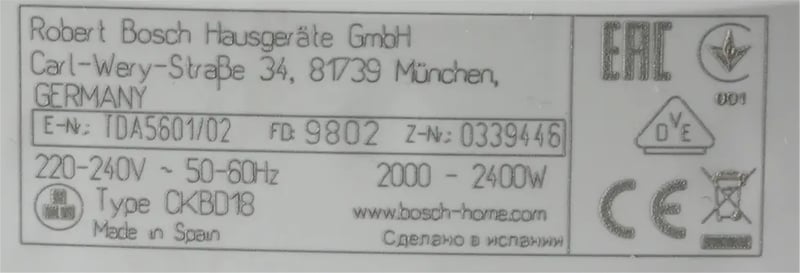 Robert Bosch Hausgeräte GmbH
Carl-Wery-Straße 34, 81739 München,
GERMANY
E-Nr.: TDA5601/02 FD: 9802 Z-Nr.: 0339446
220-240V ~ 50-60Hz 2000 - 2400W
Type CKBD18 www.bosch-home.com
Made in Spain Сделано в испании
EAC
001
DVE
CE